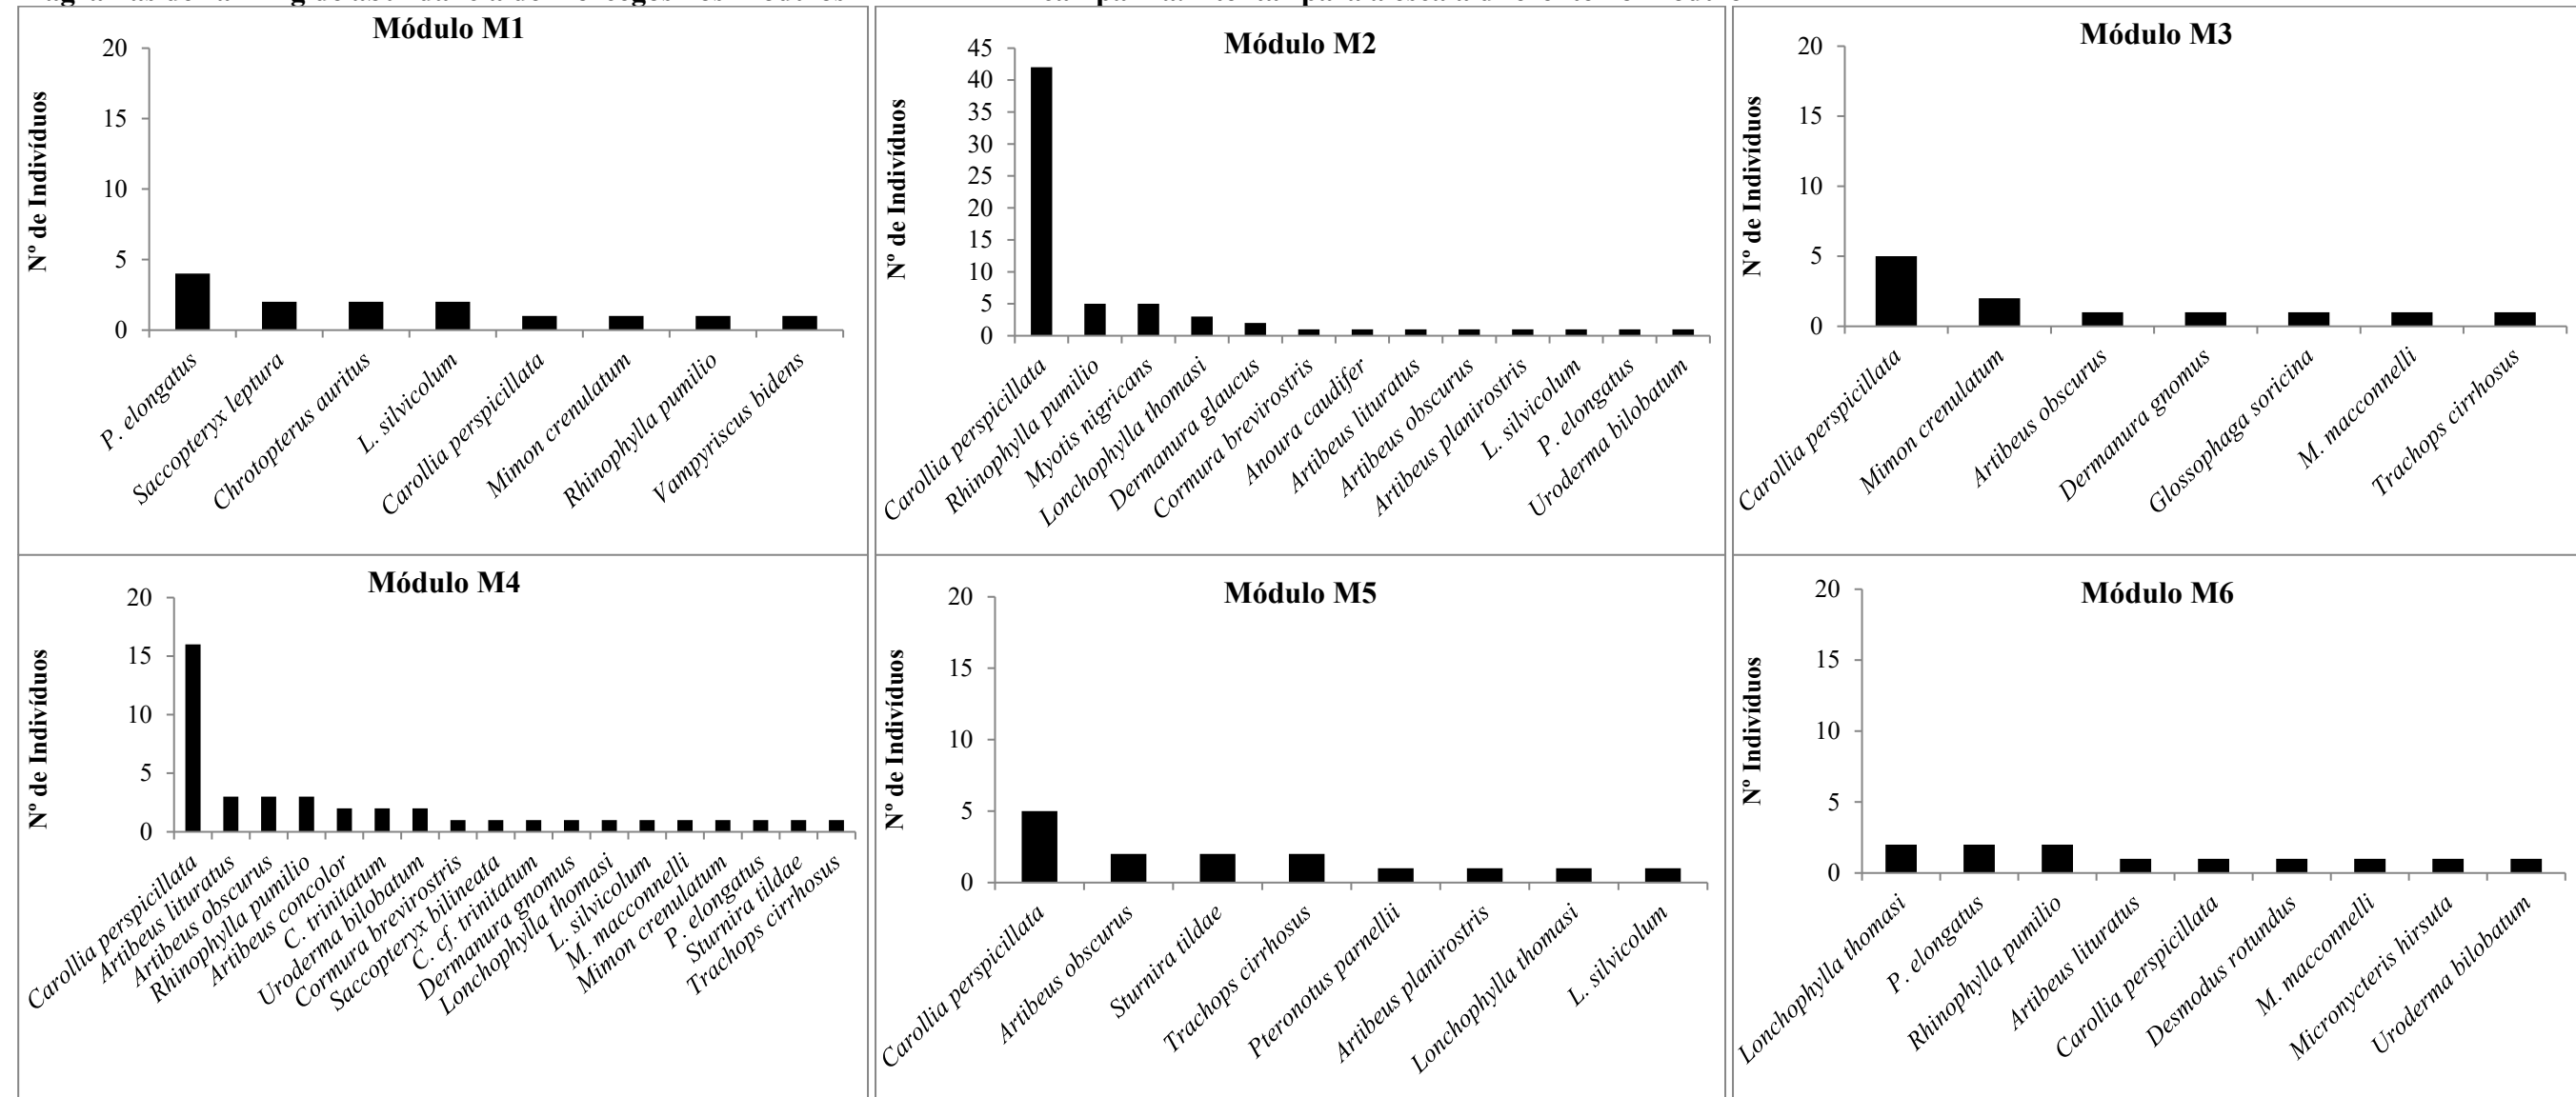 Módulo M1
Nº de Indivíduos
20
15
10
5
0
P. elongatus
Saccopteryx leptura
Chrotopterus auritus
L. silvicolum
Carollia perspicillata
Mimon crenulatum
Rhinophylla pumilio
Vampyriscus bidens
Módulo M2
Nº de Indivíduos
45
40
35
30
25
20
15
10
5
0
Carollia perspicillata
Rhinophylla pumilio
Myotis nigricans
Lonchophylla thomasi
Dermanura glaucus
Cormura brevirostris
Anoura caudifer
Artibeus lituratus
Artibeus obscurus
Artibeus planirostris
L. silvicolum
P. elongatus
Uroderma bilobatum
Módulo M3
Nº de Indivíduos
20
15
10
5
0
Carollia perspicillata
Mimon crenulatum
Artibeus obscurus
Dermanura gnomus
Glossophaga soricina
M. macconnelli
Trachops cirrhosus
Módulo M4
Nº de Indivíduos
20
15
10
5
0
Carollia perspicillata
Artibeus lituratus
Artibeus obscurus
Rhinophylla pumilio
Artibeus concolor
C. trinitatum
Uroderma bilobatum
Cormura brevirostris
Saccopteryx bilineata
C. cf. trinitatum
Dermanura gnomus
Lonchophylla thomasi
L. silvicolum
M. macconnelli
Mimon crenulatum
P. elongatus
Sturnira tildae
Trachops cirrhosus
Módulo M5
Nº de Indivíduos
20
15
10
5
0
Carollia perspicillata
Artibeus obscurus
Sturnira tildae
Trachops cirrhosus
Pteronotus parnellii
Artibeus planirostris
Lonchophylla thomasi
L. silvicolum
Módulo M6
Nº Indivíduos
20
15
10
5
0
Lonchophylla thomasi
P. elongatus
Rhinophylla pumilio
Artibeus lituratus
Carollia perspicillata
Desmodus rotundus
M. macconnelli
Micronycteris hirsuta
Uroderma bilobatum